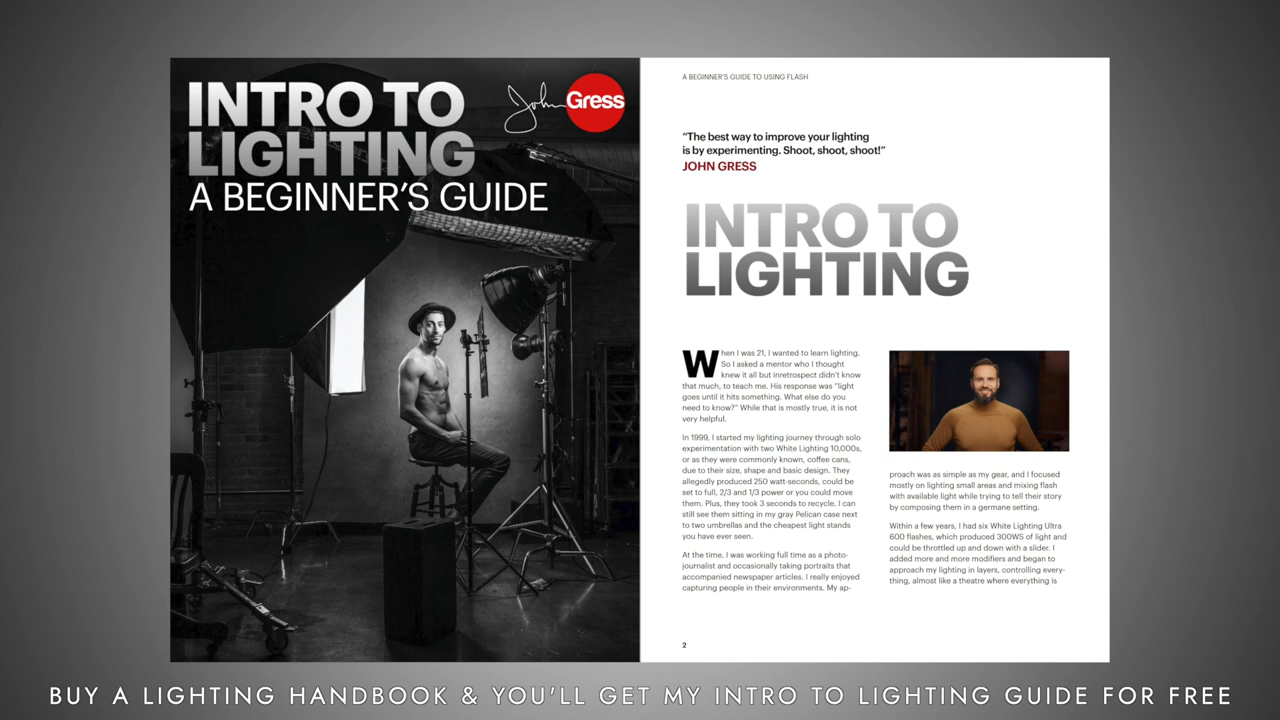 INTRO TO
LIGHTING
A BEGINNER'S GUIDE
John Gress
A BEGINNER'S GUIDE TO USING FLASH
“The best way to improve your lighting
is by experimenting. Shoot, shoot, shoot!”
JOHN GRESS
INTRO TO
LIGHTING
When I was 21, I wanted to learn lighting.
So I asked a mentor who I thought
knew it all but inretrospect didn't know
that much, to teach me. His response was “light
goes until it hits something. What else do you
need to know?” While that is mostly true, it is not
very helpful.
In 1999, I started my lighting journey through solo
experimentation with two White Lighting 10,000s,
or as they were commonly known, coffee cans,
due to their size, shape and basic design. They
allegedly produced 250 watt-seconds, could be
set to full, 2/3 and 1/3 power or you could move
them. Plus, they took 3 seconds to recycle. I can
still see them sitting in my gray Pelican case next
to two umbrellas and the cheapest light stands
you have ever seen.
At the time, I was working full time as a photo-
journalist and occasionally taking portraits that
accompanied newspaper articles. I really enjoyed
capturing people in their environments. My ap-
proach was as simple as my gear, and I focused
mostly on lighting small areas and mixing flash
with available light while trying to tell their story
by composing them in a germane setting.
Within a few years, I had six White Lighting Ultra
600 flashes, which produced 300WS of light and
could be throttled up and down with a slider. I
added more and more modifiers and began to
approach my lighting in layers, controlling every-
thing, almost like a theatre where everything is
2
BUY A LIGHTING HANDBOOK & YOU'LL GET MY INTRO TO LIGHTING GUIDE FOR FREE